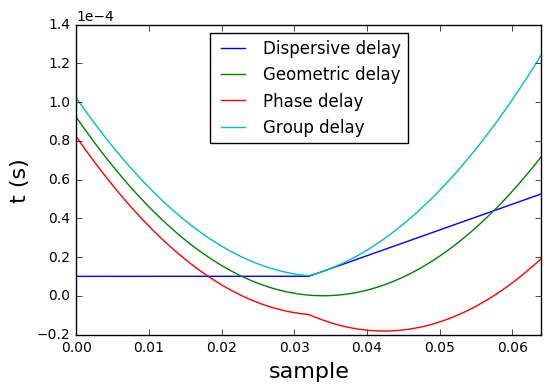 1e−4
1.4
1.2
1.0
0.8
0.6
0.4
0.2
0.0
−0.2
t (s)
Dispersive delay
Geometric delay
Phase delay
Group delay
0.00 0.01 0.02 0.03 0.04 0.05 0.06
sample